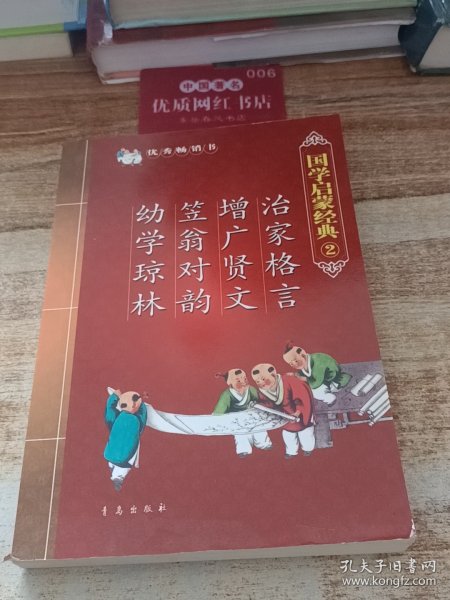 006
中国著名
优质网红书店
优秀畅销书
国学启蒙经典②
治家格言
增广贤文
笠翁对韵
幼学琼林
青岛出版社
孔夫子旧书网
www.kongfz.com